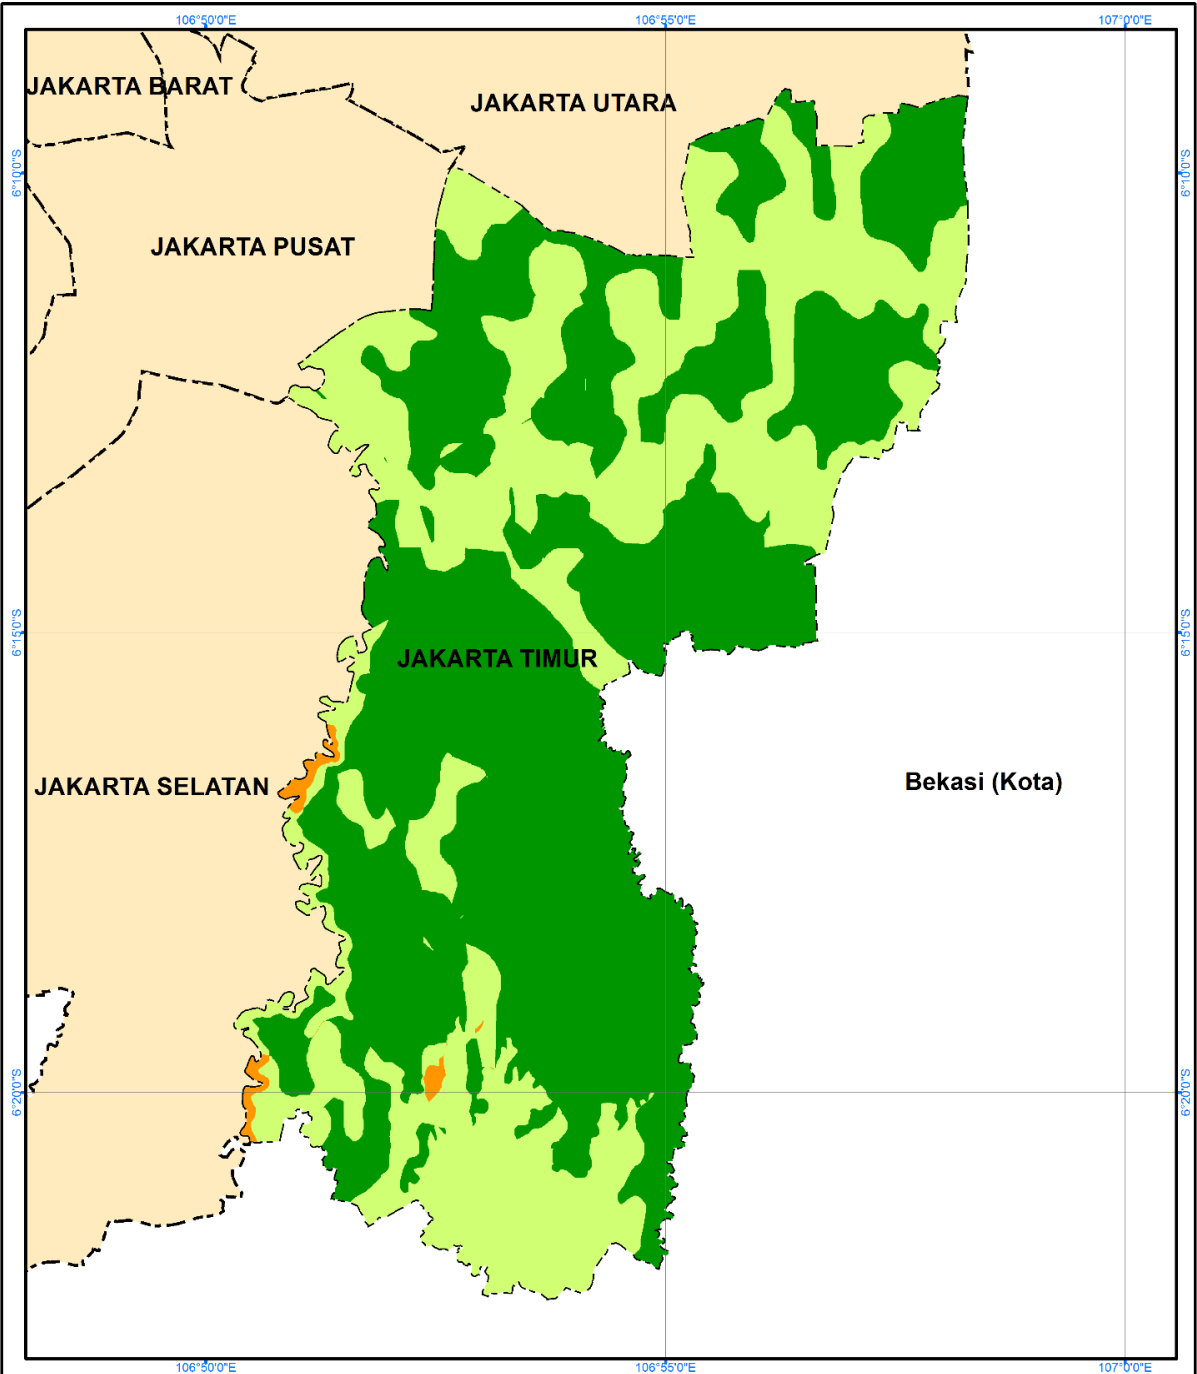 106°50'0"E
106°55'0"E
107°0'0"E
JAKARTA BARAT
JAKARTA UTARA
6°10'0"S
6°10'0"S
JAKARTA PUSAT
6°15'0"S
6°15'0"S
JAKARTA TIMUR
JAKARTA SELATAN
Bekasi (Kota)
6°20'0"S
6°20'0"S
106°50'0"E
106°55'0"E
107°0'0"E